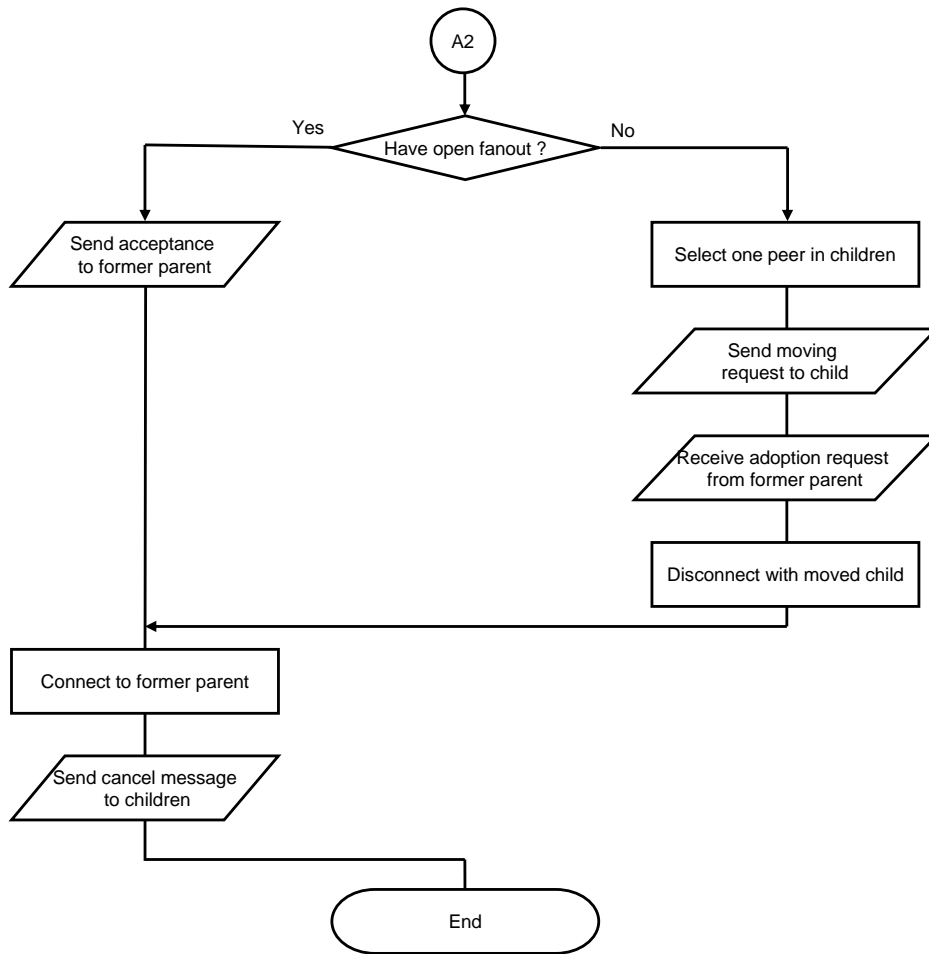 A2
Yes
No
Have open fanout ?
Send acceptance
to former parent
Select one peer in children
Send moving
request to child
Receive adoption request
from former parent
Disconnect with moved child
Connect to former parent
Send cancel message
to children
End